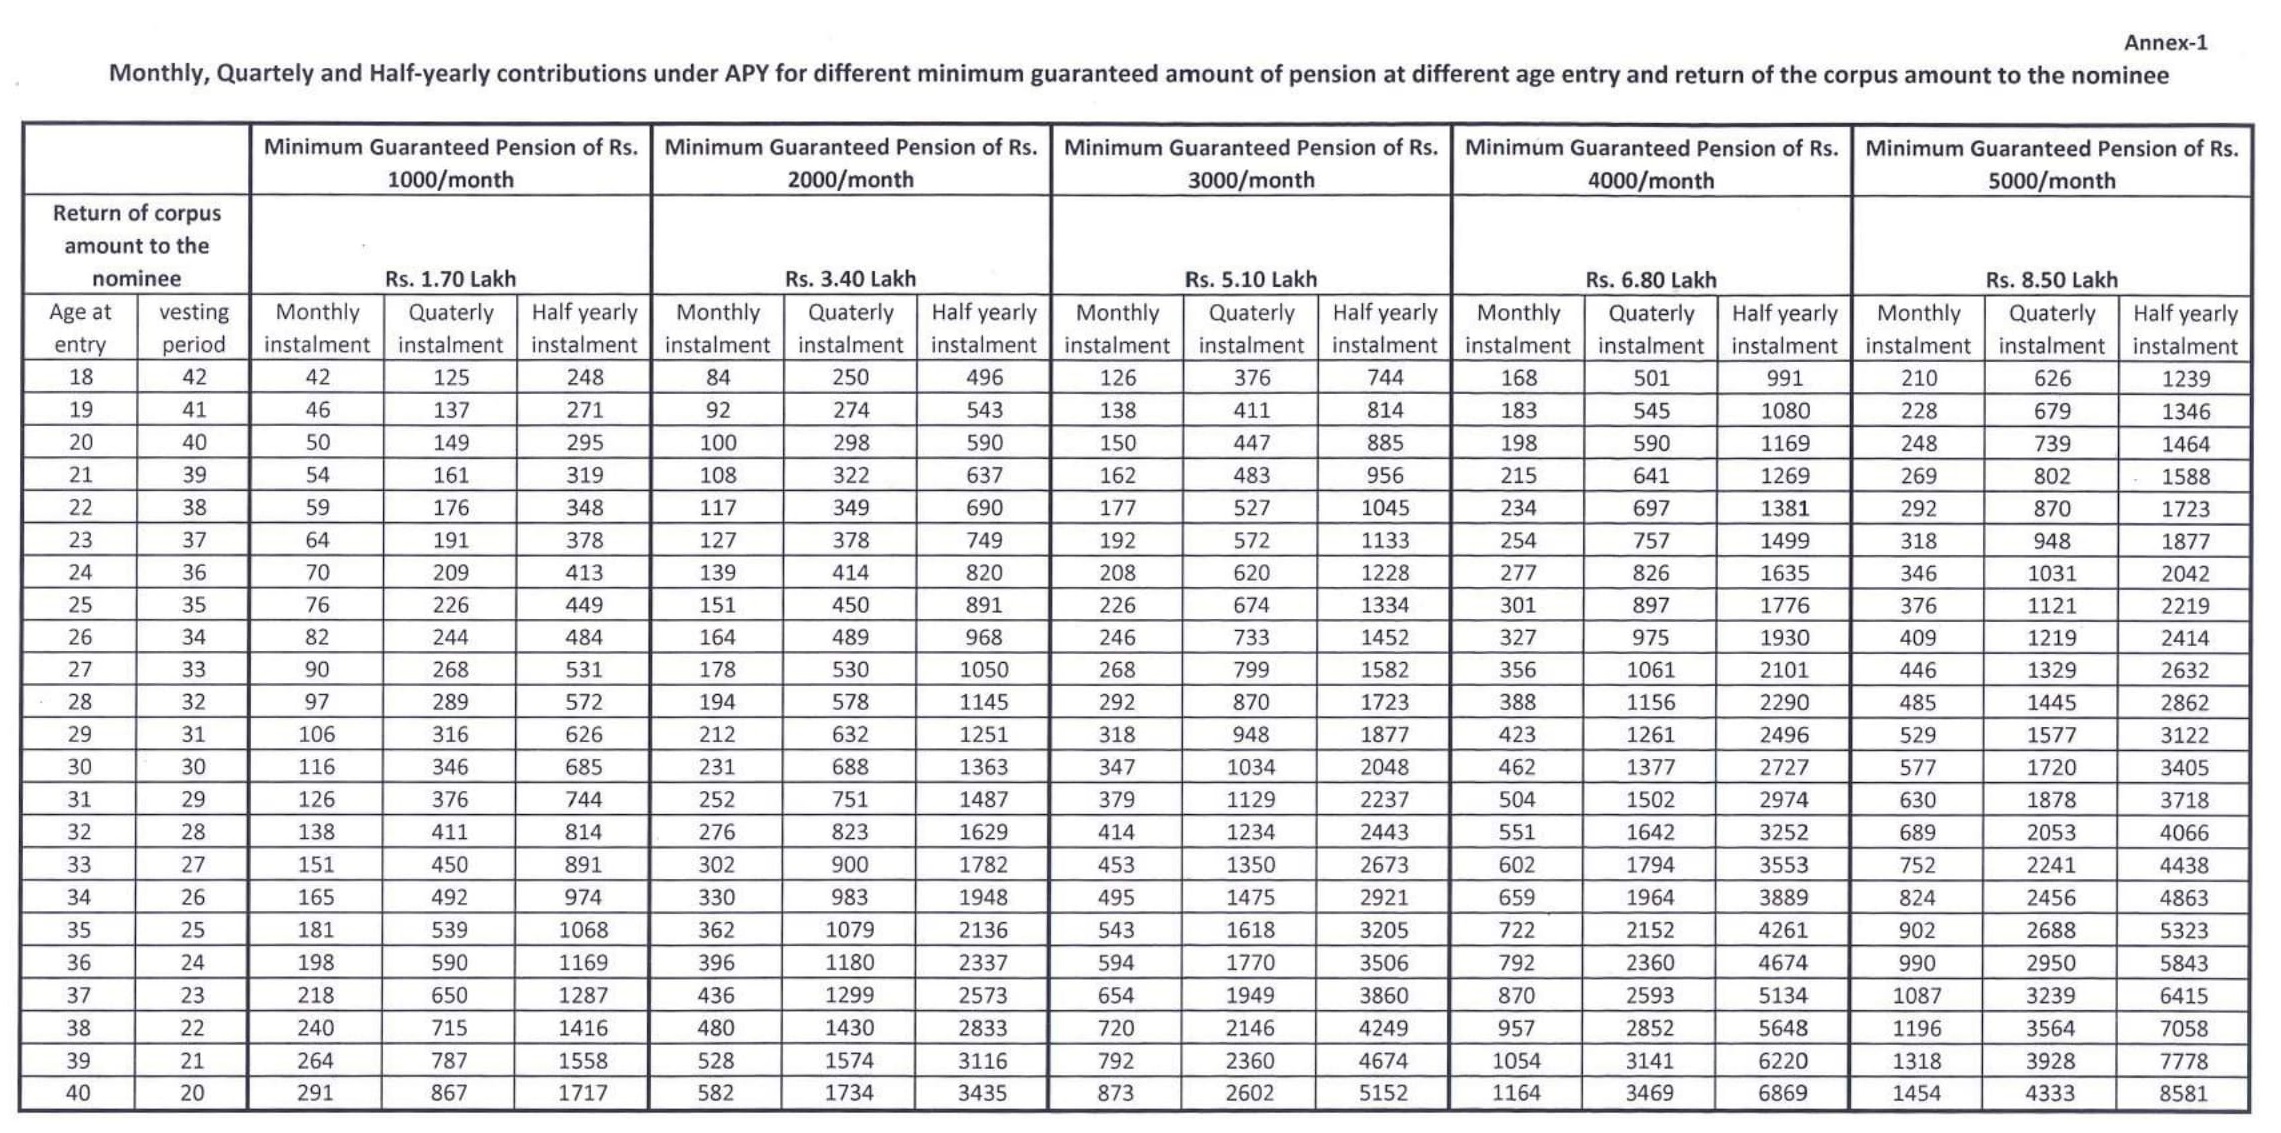 Annex-1
Monthly, Quartely and Half-yearly contributions under APY for different minimum guaranteed amount of pension at different age entry and return of the corpus amount to the nominee
Minimum Guaranteed Pension of Rs. 1000/month Minimum Guaranteed Pension of Rs. 2000/month Minimum Guaranteed Pension of Rs. 3000/month Minimum Guaranteed Pension of Rs. 4000/month Minimum Guaranteed Pension of Rs. 5000/month
Return of corpus amount to the nominee Rs. 1.70 Lakh Rs. 3.40 Lakh Rs. 5.10 Lakh Rs. 6.80 Lakh Rs. 8.50 Lakh
Age at entry vesting period Monthly instalment Quaterly instalment Half yearly instalment Monthly instalment Quaterly instalment Half yearly instalment Monthly instalment Quaterly instalment Half yearly instalment Monthly instalment Quaterly instalment Half yearly instalment Monthly instalment Quaterly instalment Half yearly instalment
18 42 42 125 248 84 250 496 126 376 744 168 501 991 210 626 1239
19 41 46 137 271 92 274 543 138 411 814 183 545 1080 228 679 1346
20 40 50 149 295 100 298 590 150 447 885 198 590 1169 248 739 1464
21 39 54 161 319 108 322 637 162 483 956 215 641 1269 269 802 1588
22 38 59 176 348 117 349 690 177 527 1045 234 697 1381 292 870 1723
23 37 64 191 378 127 378 749 192 572 1133 254 757 1499 318 948 1877
24 36 70 209 413 139 414 820 208 620 1228 277 826 1635 346 1031 2042
25 35 76 226 449 151 450 891 226 674 1334 301 897 1776 376 1121 2219
26 34 82 244 484 164 489 968 246 733 1452 327 975 1930 409 1219 2414
27 33 90 268 531 178 530 1050 268 799 1582 356 1061 2101 446 1329 2632
28 32 97 289 572 194 578 1145 292 870 1723 388 1156 2290 485 1445 2862
29 31 106 316 626 212 632 1251 318 948 1877 423 1261 2496 529 1577 3122
30 30 116 346 685 231 688 1363 347 1034 2048 462 1377 2727 577 1720 3405
31 29 126 376 744 252 751 1487 379 1129 2237 504 1502 2974 630 1878 3718
32 28 138 411 814 276 823 1629 414 1234 2443 551 1642 3252 689 2053 4066
33 27 151 450 891 302 900 1782 453 1350 2673 602 1794 3553 752 2241 4438
34 26 165 492 974 330 983 1948 495 1475 2921 659 1964 3889 824 2456 4863
35 25 181 539 1068 362 1079 2136 543 1618 3205 722 2152 4261 902 2688 5323
36 24 198 590 1169 396 1180 2337 594 1770 3506 792 2360 4674 990 2950 5843
37 23 218 650 1287 436 1299 2573 654 1949 3860 870 2593 5134 1087 3239 6415
38 22 240 715 1416 480 1430 2833 720 2146 4249 957 2852 5648 1196 3564 7058
39 21 264 787 1558 528 1574 3116 792 2360 4674 1054 3141 6220 1318 3928 7778
40 20 291 867 1717 582 1734 3435 873 2602 5152 1164 3469 6869 1454 4333 8581